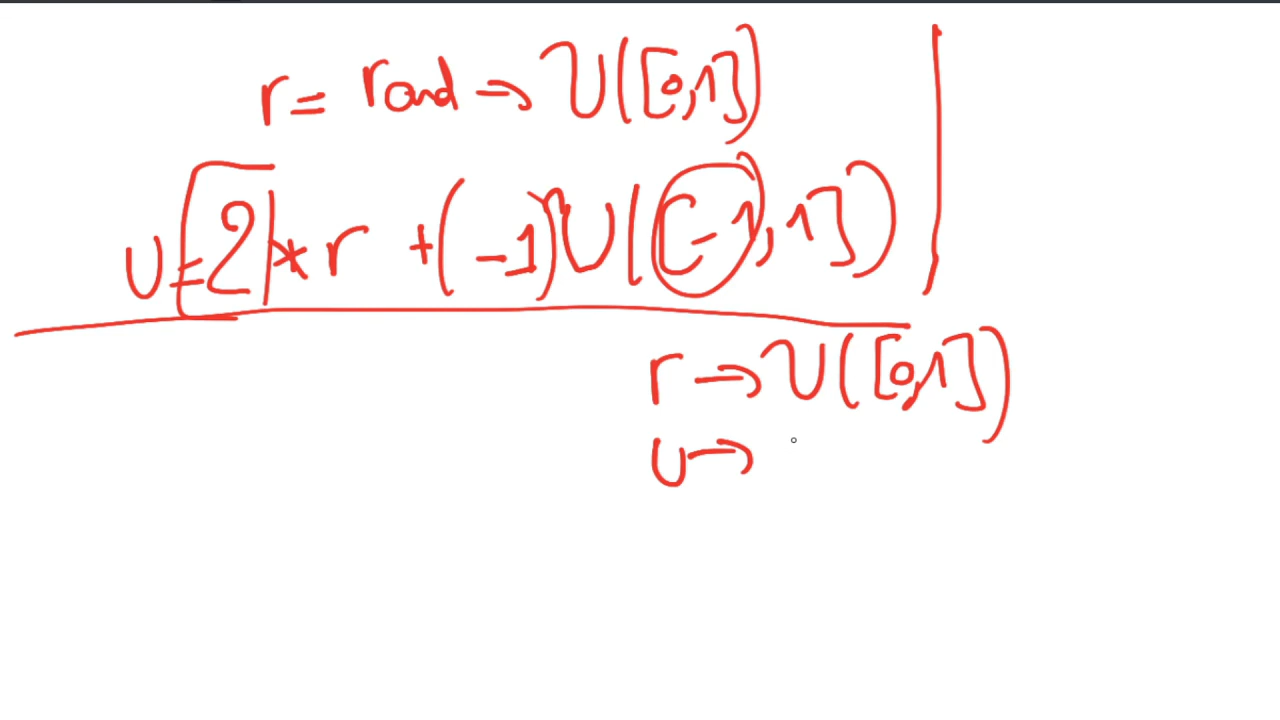 r = rand → U([0,1])
U = 2 * r + (-1) ~ U([-1,1])
r → U([0,1])
U →